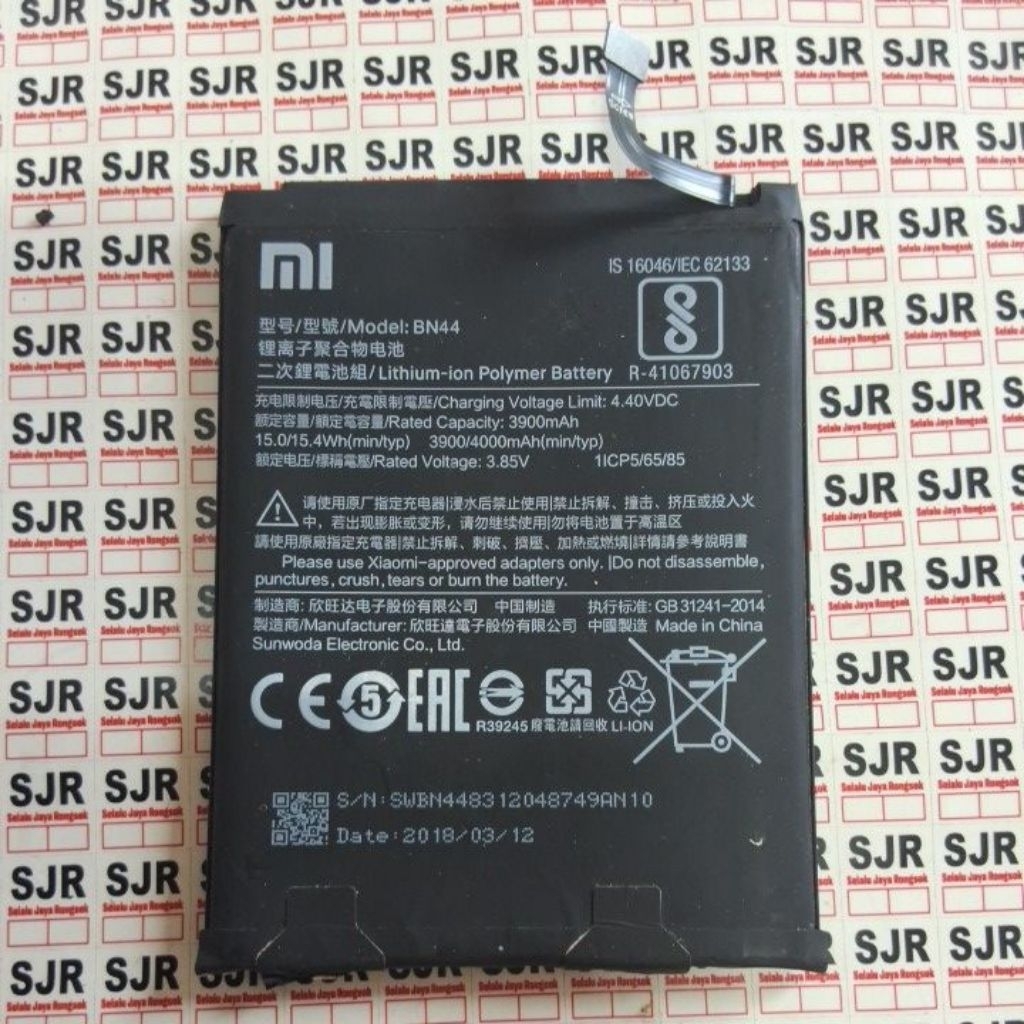 SJR
Selalu Jaya Rongsok
MI
IS 16046/IEC 62133
型号/型號/Model: BN44
锂离子聚合物电池
二次鋰電池組/Lithium-ion Polymer Battery R-41067903
充电限制电压/充電限制電壓/Charging Voltage Limit: 4.40VDC
额定容量/額定電容量/Rated Capacity: 3900mAh
15.0/15.4Wh(min/typ) 3900/4000mAh(min/typ)
额定电压/標稱電壓/Rated Voltage: 3.85V 1ICP5/65/85
请使用原厂指定充电器|浸水后禁止使用|禁止拆解、撞击、挤压或投入火
中，若出现膨胀或变形，请勿继续使用|勿将电池置于高温区
請使用原廠指定充電器|禁止拆解、刺破、擠壓、加熱或燃燒|詳情請參考說明書
Please use Xiaomi-approved adapters only. |Do not disassemble,
punctures, crush, tears or burn the battery.
制造商: 欣旺达电子股份有限公司 中国制造 执行标准: GB 31241-2014
製造商/Manufacturer: 欣旺達電子股份有限公司 中國製造 Made in China
Sunwoda Electronic Co., Ltd.
CE 5 EAC
R39245 廢電池請回收 LI-ION
S/N:SWBN448312048749AN10
Date:2018/03/12